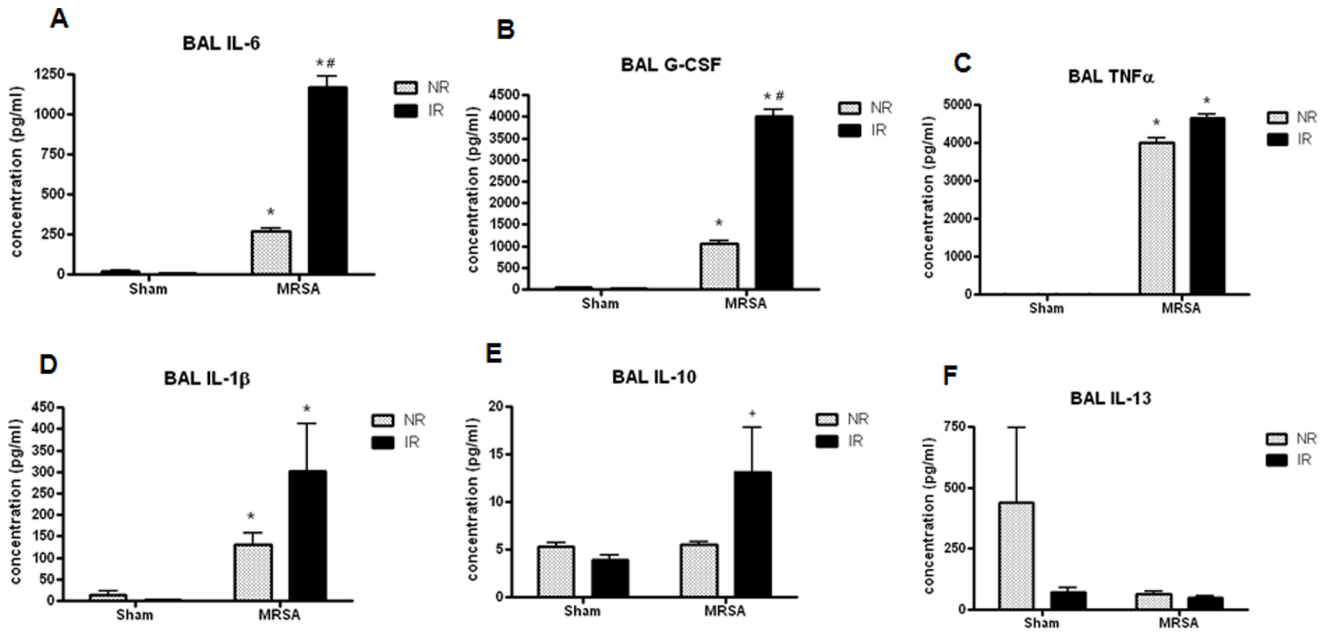 A
BAL IL-6
concentration (pg/ml)
1250
1000
750
500
250
0
*
*#
Sham
MRSA
NR
IR
B
BAL G-CSF
concentration (pg/ml)
4500
4000
3500
3000
2500
2000
1500
1000
500
0
*
*#
Sham
MRSA
NR
IR
C
BAL TNFα
concentration (pg/ml)
5000
4000
3000
4000
1000
0
*
*
Sham
MRSA
NR
IR
D
BAL IL-1β
concentration (pg/ml)
450
400
350
300
250
200
150
100
50
0
*
*
Sham
MRSA
NR
IR
E
BAL IL-10
concentration (pg/ml)
20
15
10
5
0
+
Sham
MRSA
NR
IR
F
BAL IL-13
concentration (pg/ml)
750
500
250
0
Sham
MRSA
NR
IR